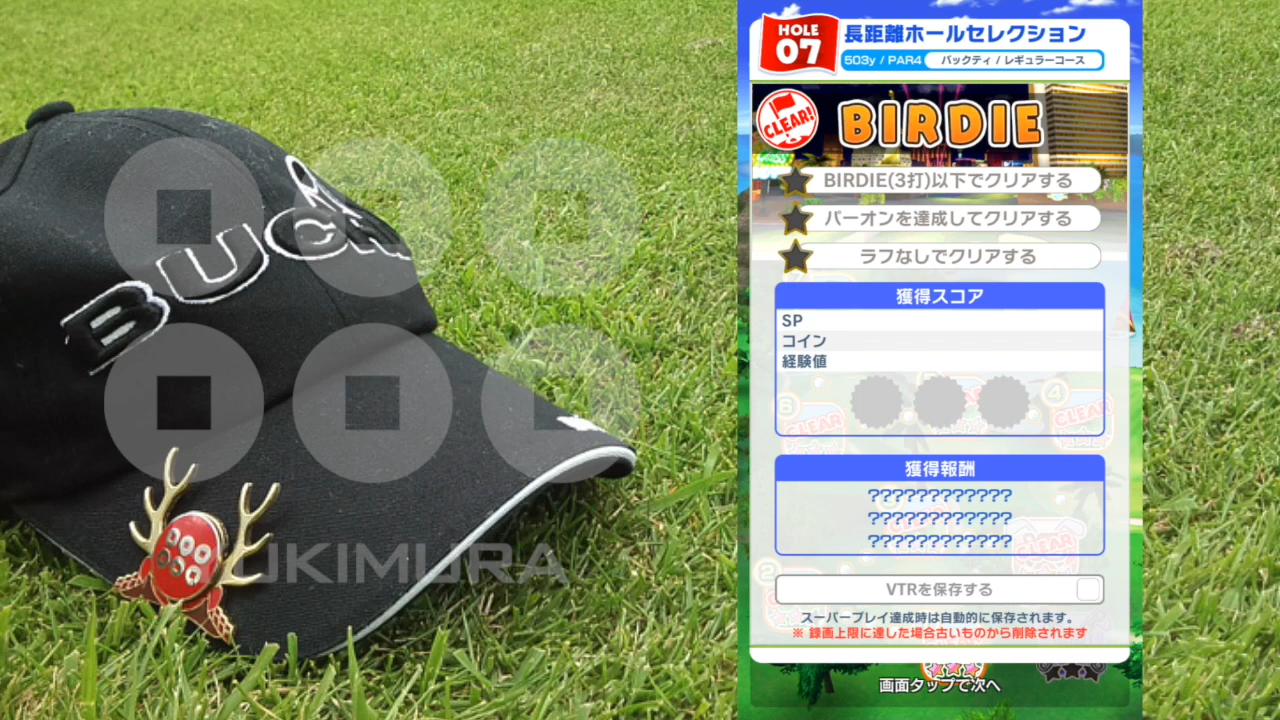 BUCK
YUKIMURA
HOLE
07
長距離ホールセレクション
503y / PAR4
バックティ / レギュラーコース
CLEAR!
BIRDIE
BIRDIE(3打)以下でクリアする
パーオンを達成してクリアする
ラフなしでクリアする
獲得スコア
SP
コイン
経験値
6
CLEAR
4
CLEAR
獲得報酬
????????????
????????????
????????????
CLEAR
2
VTRを保存する
スーパープレイ達成時は自動的に保存されます。
※ 録画上限に達した場合古いものから削除されます
画面タップで次へ